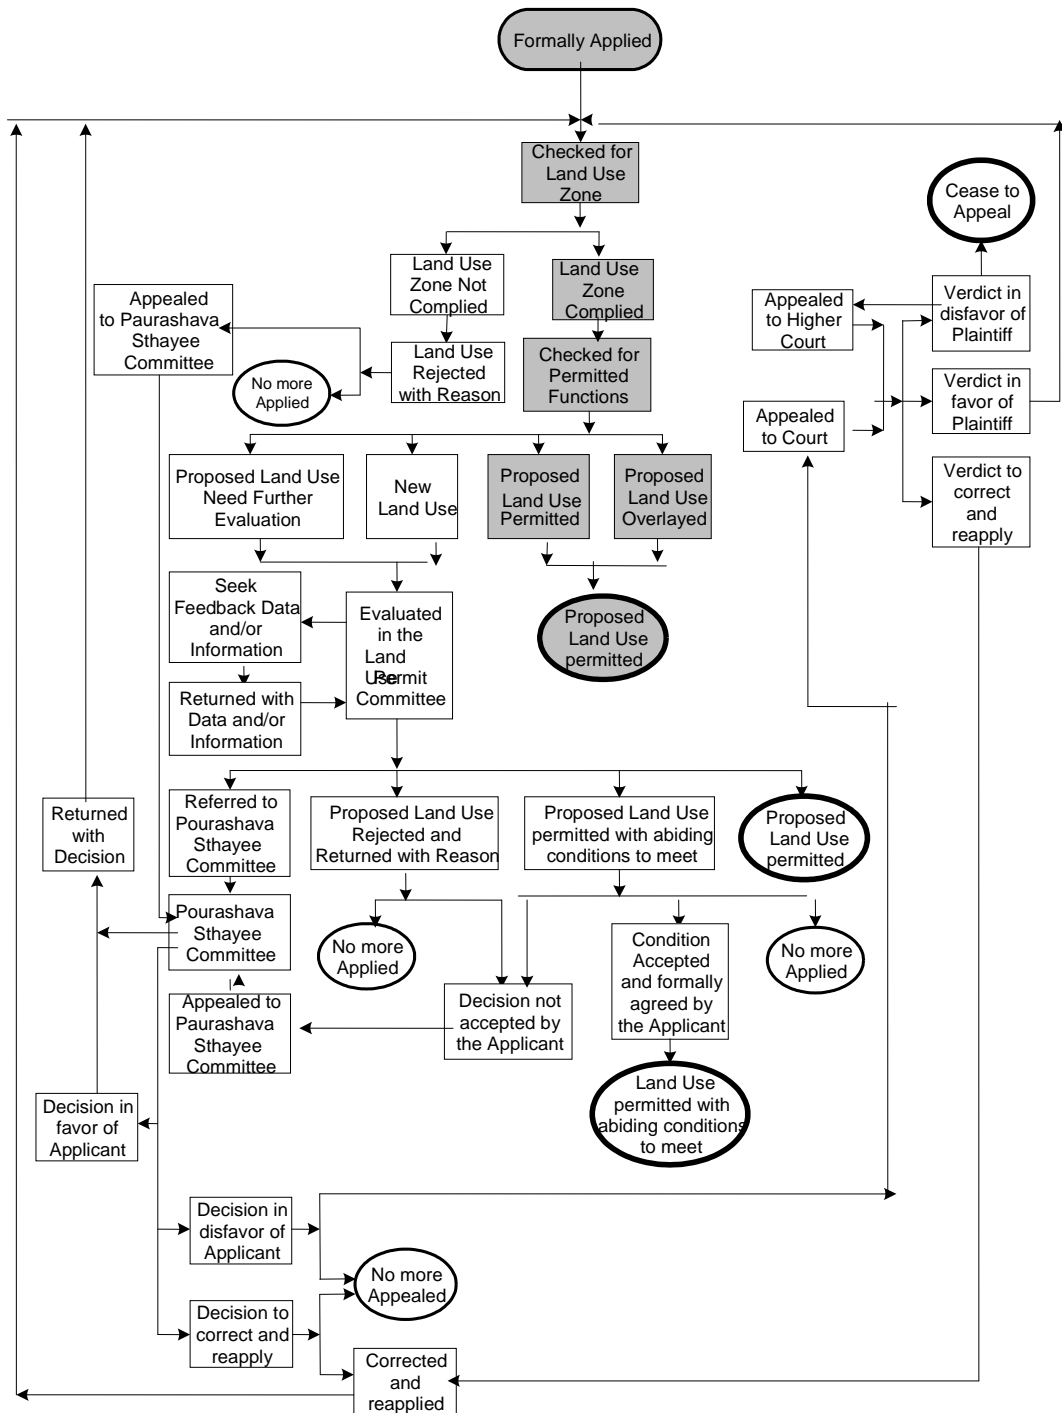 Formally Applied
Checked for
Land Use
Zone
Cease to
Appeal
Land Use
Zone Not
Complied
Land Use
Zone
Complied
Appealed
to Paurashava
Sthayee
Committee
Appealed
to Higher
Court
Verdict in
disfavor of
Plaintiff
Land Use
Rejected
with Reason
Checked for
Permitted
Functions
No more
Applied
Verdict in
favor of
Plaintiff
Appealed
to Court
Proposed Land Use
Need Further
Evaluation
New
Land Use
Proposed
Land Use
Permitted
Proposed
Land Use
Overlayed
Verdict to
correct
and
reapply
Seek
Feedback Data
and/or
Information
Evaluated
in the
Land
Use
Permit
Committee
Proposed
Land Use
permitted
Returned with
Data and/or
Information
Returned
with
Decision
Referred to
Pourashava
Sthayee
Committee
Proposed Land Use
Rejected and
Returned with Reason
Proposed Land Use
permitted with abiding
conditions to meet
Proposed
Land Use
permitted
Pourashava
Sthayee
Committee
No more
Applied
Condition
Accepted
and formally
agreed by
the Applicant
No more
Applied
Appealed to
Paurashava
Sthayee
Committee
Decision not
accepted by
the Applicant
Land Use
permitted with
abiding conditions
to meet
Decision in
favor of
Applicant
Decision in
disfavor of
Applicant
No more
Appealed
Decision to
correct and
reapply
Corrected
and
reapplied